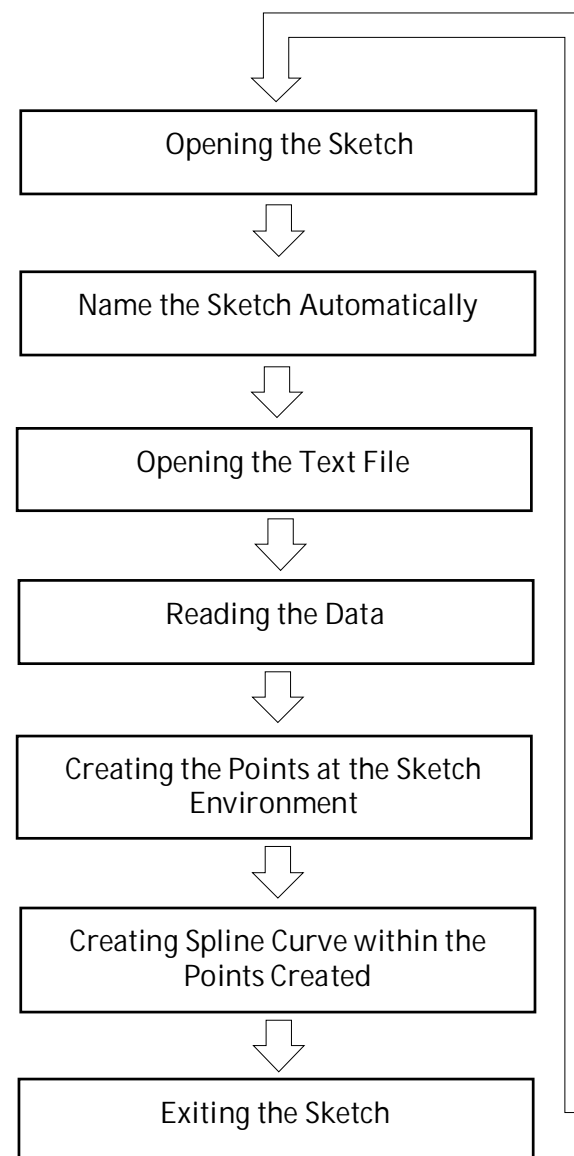 Opening the Sketch
Name the Sketch Automatically
Opening the Text File
Reading the Data
Creating the Points at the Sketch
Environment
Creating Spline Curve within the
Points Created
Exiting the Sketch